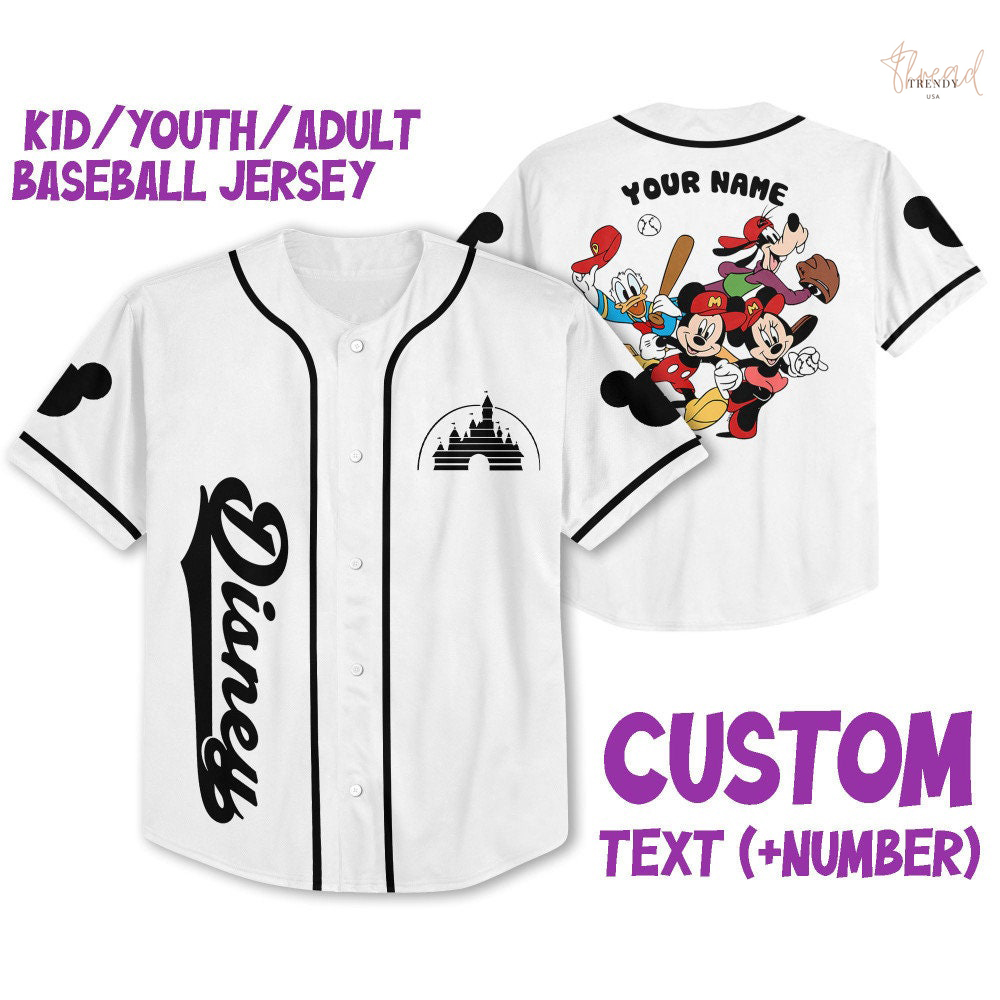 Thread
TRENDY
USA
KID/YOUTH/ADULT
BASEBALL JERSEY
YOUR NAME
M
M
Disney
CUSTOM
TEXT (+NUMBER)